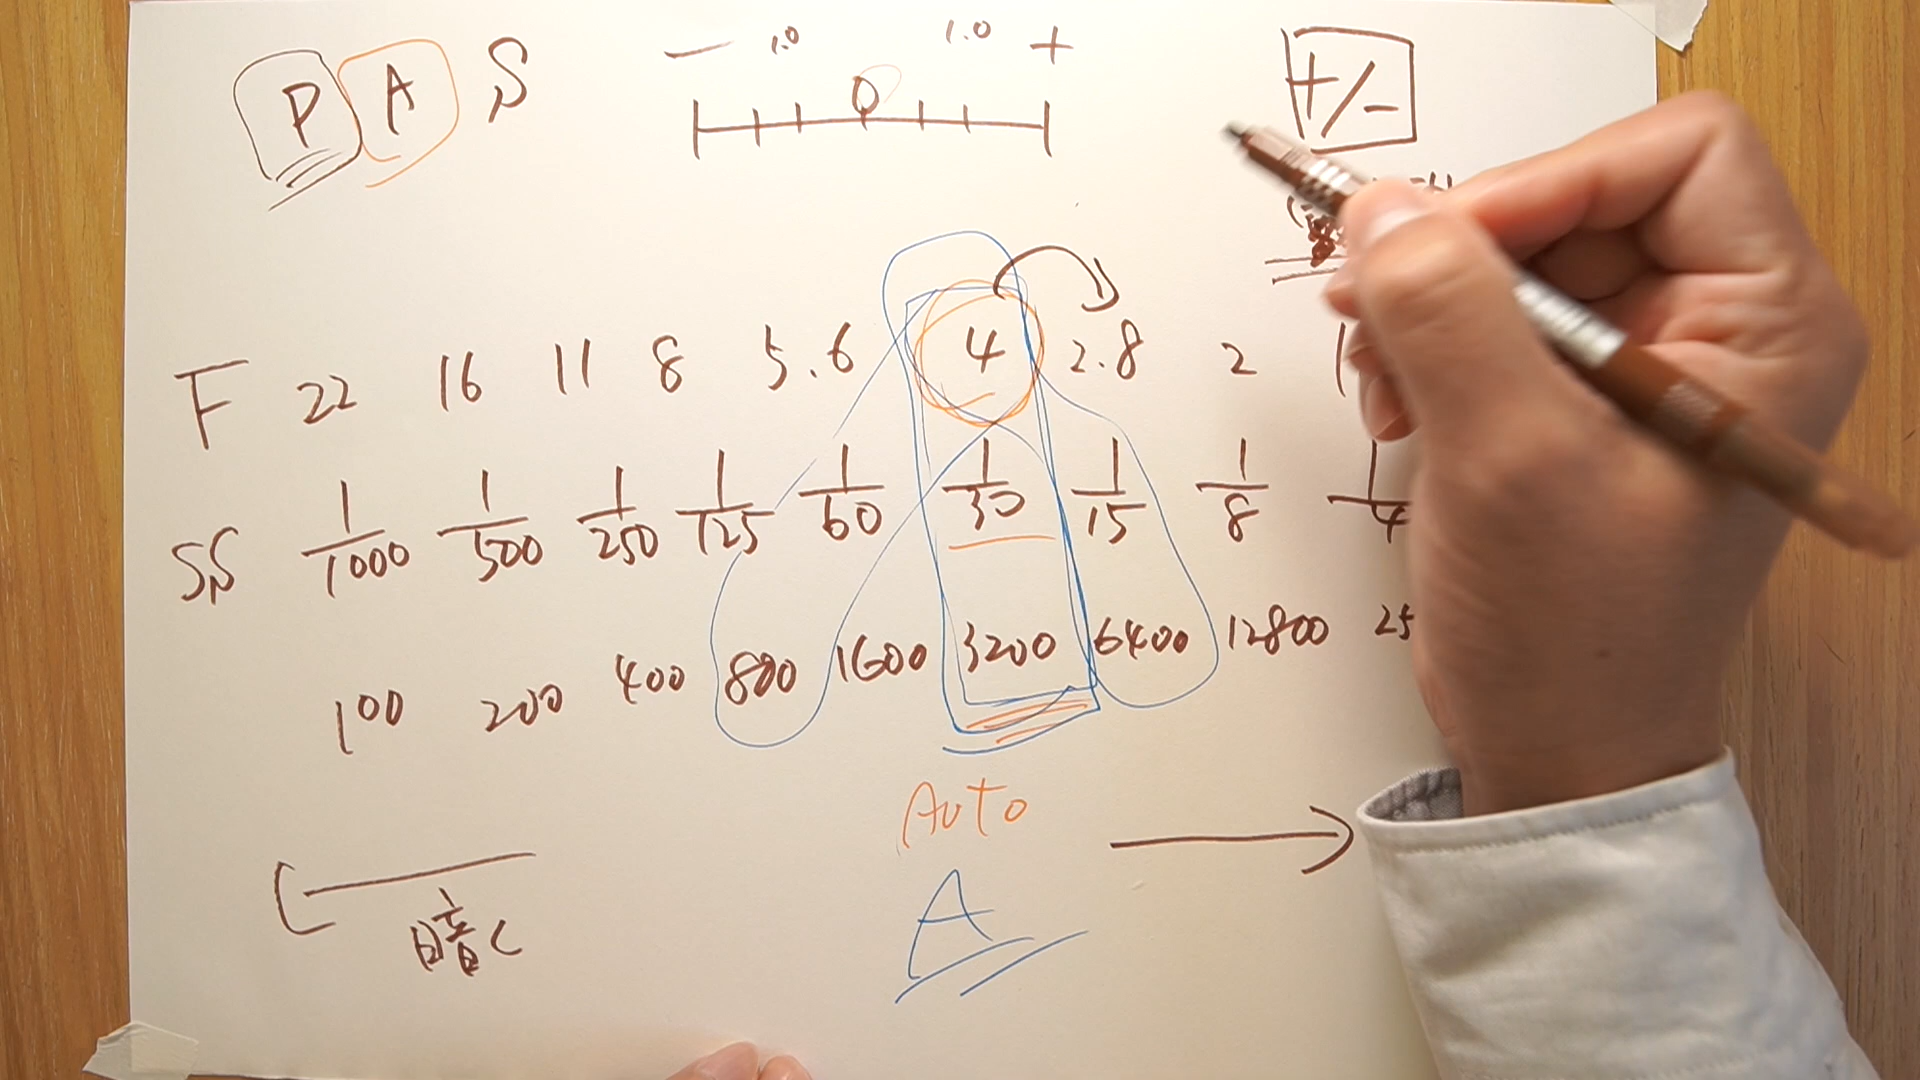 P A S
− 1.0 1.0 +
0
+/-
F 22 16 11 8 5.6 4 2.8 2
SS 1/1000 1/500 1/250 1/125 1/60 1/30 1/15 1/8 1/4
100 200 400 800 1600 3200 6400 12800
Auto
A
暗く